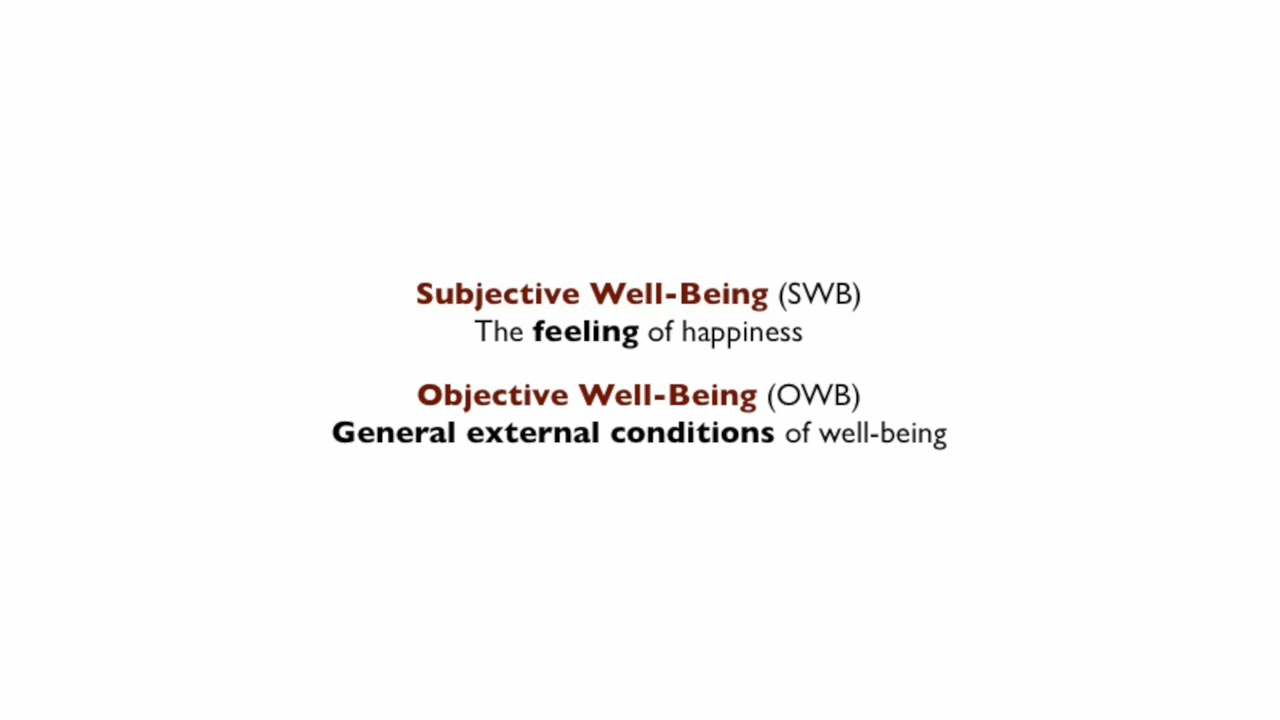 Subjective Well-Being (SWB)
The feeling of happiness
Objective Well-Being (OWB)
General external conditions of well-being